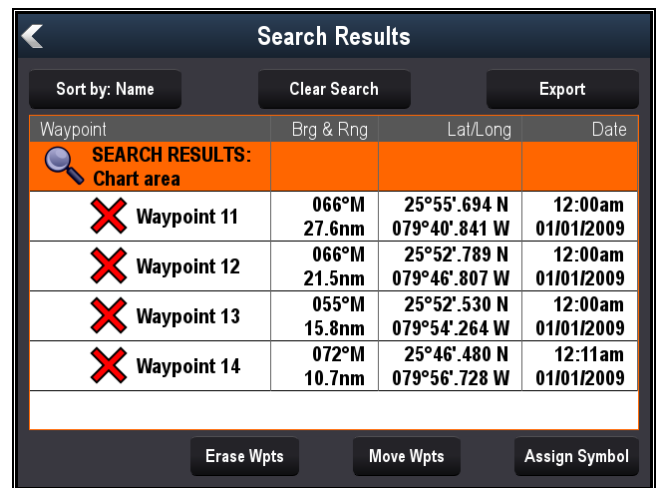 Search Results
Sort by: Name Clear Search Export
Waypoint Brg & Rng Lat/Long Date
SEARCH RESULTS:
Chart area
Waypoint 11 066°M 27.6nm 25°55'.694 N 079°40'.841 W 12:00am 01/01/2009
Waypoint 12 066°M 21.5nm 25°52'.789 N 079°46'.807 W 12:00am 01/01/2009
Waypoint 13 055°M 15.8nm 25°52'.530 N 079°54'.264 W 12:00am 01/01/2009
Waypoint 14 072°M 10.7nm 25°46'.480 N 079°56'.728 W 12:11am 01/01/2009
Erase Wpts Move Wpts Assign Symbol